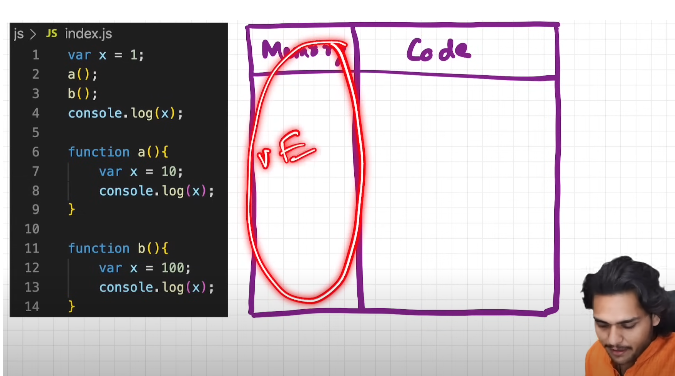 js > JS index.js
1 var x = 1;
2 a();
3 b();
4 console.log(x);
5
6 function a(){
7 var x = 10;
8 console.log(x);
9 }
10
11 function b(){
12 var x = 100;
13 console.log(x);
14 }
Memory Code
VE